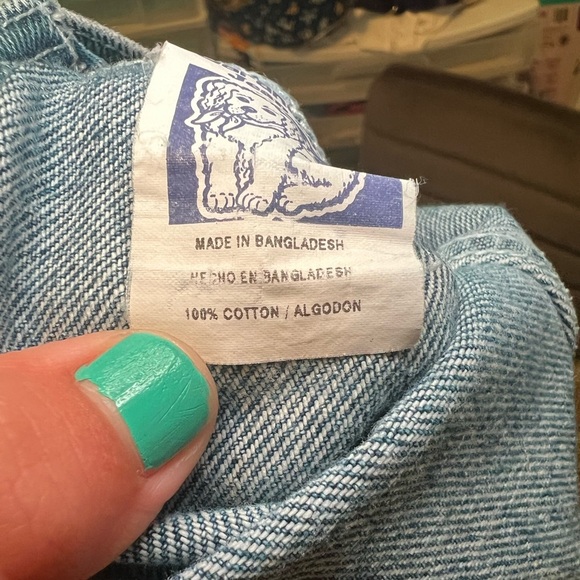 MADE IN BANGLADESH
HECHO EN BANGLADESH
100% COTTON / ALGODON